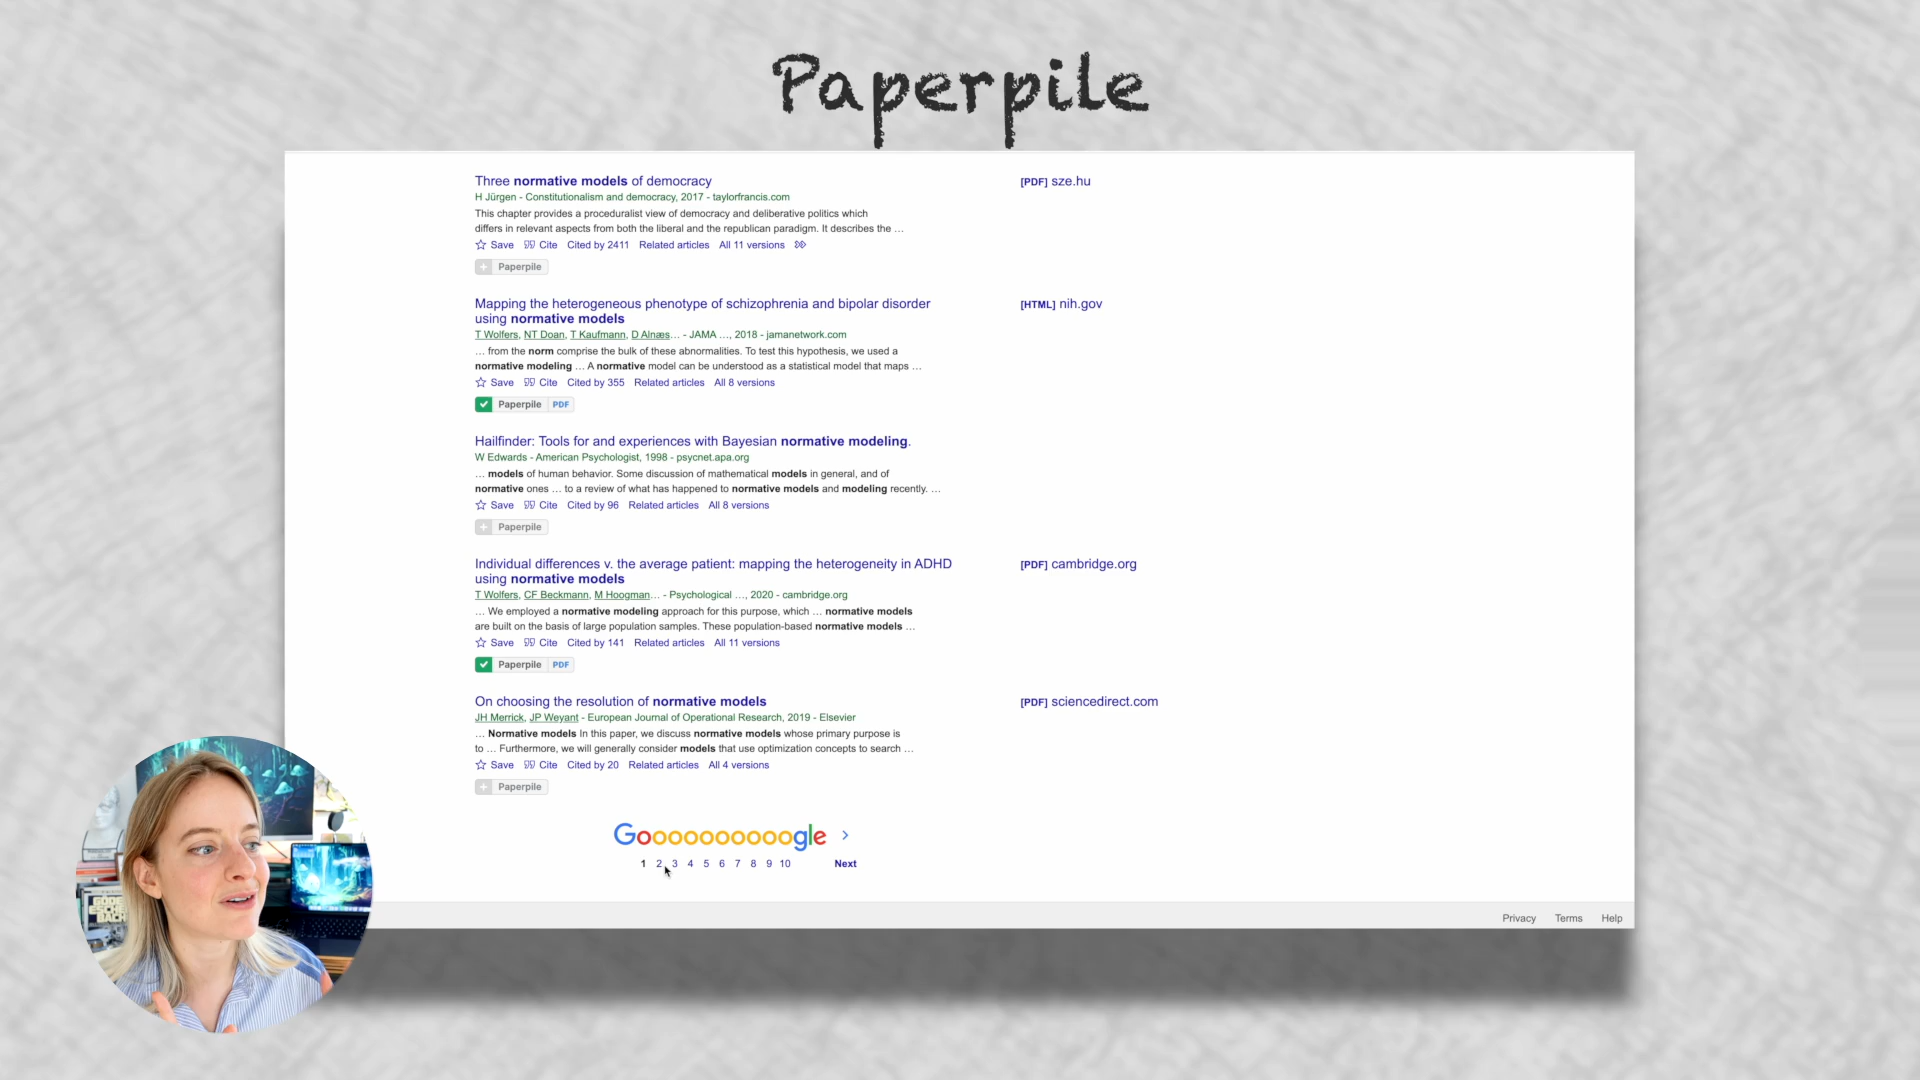 Paperpile
Three normative models of democracy
[PDF] sze.hu
H Jürgen - Constitutionalism and democracy, 2017 - taylorfrancis.com
This chapter provides a proceduralist view of democracy and deliberative politics which
differs in relevant aspects from both the liberal and the republican paradigm. It describes the …
Save Cite Cited by 2411 Related articles All 11 versions
Paperpile
Mapping the heterogeneous phenotype of schizophrenia and bipolar disorder
using normative models
[HTML] nih.gov
T Wolfers, NT Doan, T Kaufmann, D Alnæs… - JAMA …, 2018 - jamanetwork.com
… from the norm comprise the bulk of these abnormalities. To test this hypothesis, we used a
normative modeling … A normative model can be understood as a statistical model that maps …
Save Cite Cited by 355 Related articles All 8 versions
Paperpile PDF
Hailfinder: Tools for and experiences with Bayesian normative modeling.
W Edwards - American Psychologist, 1998 - psycnet.apa.org
… models of human behavior. Some discussion of mathematical models in general, and of
normative ones … to a review of what has happened to normative models and modeling recently. …
Save Cite Cited by 96 Related articles All 8 versions
Paperpile
Individual differences v. the average patient: mapping the heterogeneity in ADHD
using normative models
[PDF] cambridge.org
T Wolfers, CF Beckmann, M Hoogman… - Psychological …, 2020 - cambridge.org
… We employed a normative modeling approach for this purpose, which … normative models
are built on the basis of large population samples. These population-based normative models …
Save Cite Cited by 141 Related articles All 11 versions
Paperpile PDF
On choosing the resolution of normative models
[PDF] sciencedirect.com
JH Merrick, JP Weyant - European Journal of Operational Research, 2019 - Elsevier
… Normative models In this paper, we discuss normative models whose primary purpose is
to … Furthermore, we will generally consider models that use optimization concepts to search …
Save Cite Cited by 20 Related articles All 4 versions
Paperpile
Goooooooooogle
1 2 3 4 5 6 7 8 9 10 Next
Privacy Terms Help